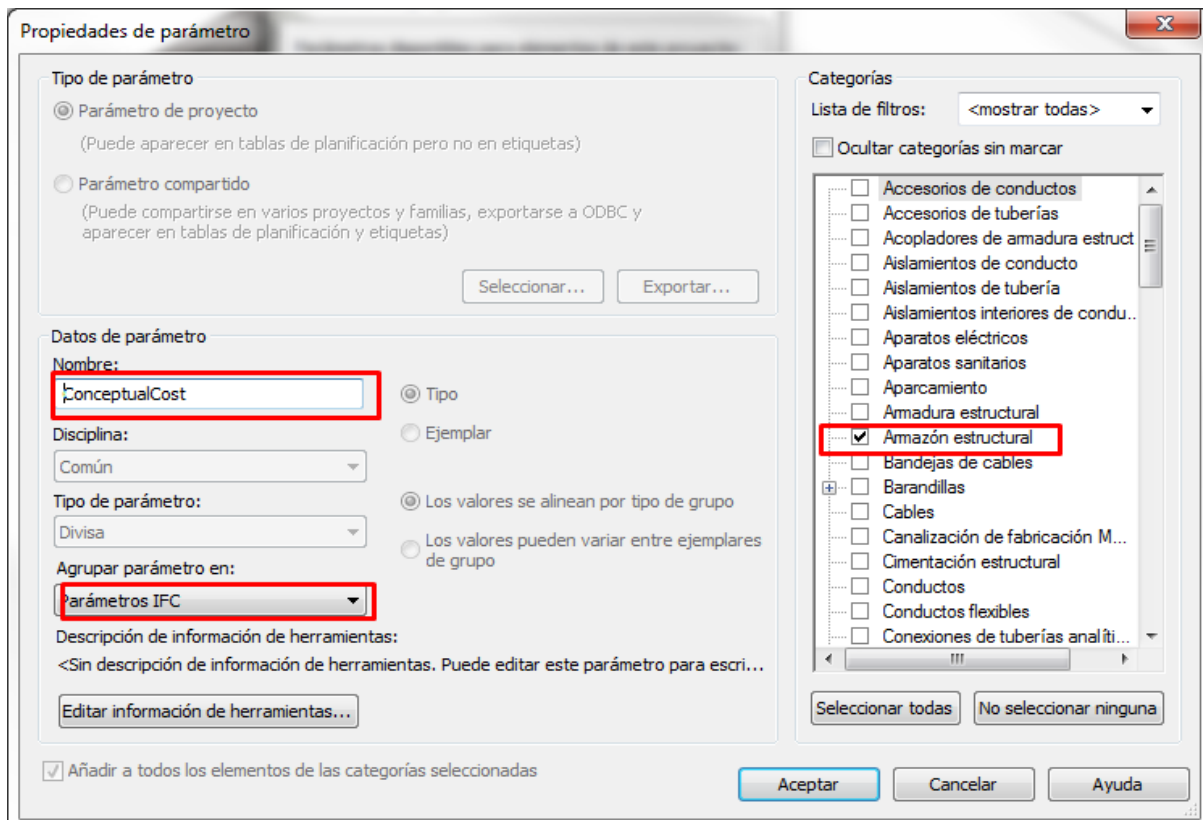 Propiedades de parámetro
Tipo de parámetro
Parámetro de proyecto
(Puede aparecer en tablas de planificación pero no en etiquetas)
Parámetro compartido
(Puede compartirse en varios proyectos y familias, exportarse a ODBC y
aparecer en tablas de planificación y etiquetas)
Seleccionar...
Exportar...
Datos de parámetro
Nombre:
ConceptualCost
Tipo
Disciplina:
Ejemplar
Común
Tipo de parámetro:
Los valores se alinean por tipo de grupo
Divisa
Los valores pueden variar entre ejemplares
de grupo
Agrupar parámetro en:
Parámetros IFC
Descripción de información de herramientas:
<Sin descripción de información de herramientas. Puede editar este parámetro para escri...
Editar información de herramientas...
Añadir a todos los elementos de las categorías seleccionadas
Categorías
Lista de filtros:
<mostrar todas>
Ocultar categorías sin marcar
Accesorios de conductos
Accesorios de tuberías
Acopladores de armadura estruct
Aislamientos de conducto
Aislamientos de tubería
Aislamientos interiores de condu..
Aparatos eléctricos
Aparatos sanitarios
Aparcamiento
Armadura estructural
Armazón estructural
Bandejas de cables
Barandillas
Cables
Canalización de fabricación M...
Cimentación estructural
Conductos
Conductos flexibles
Conexiones de tuberías analíti...
Seleccionar todas
No seleccionar ninguna
Aceptar
Cancelar
Ayuda